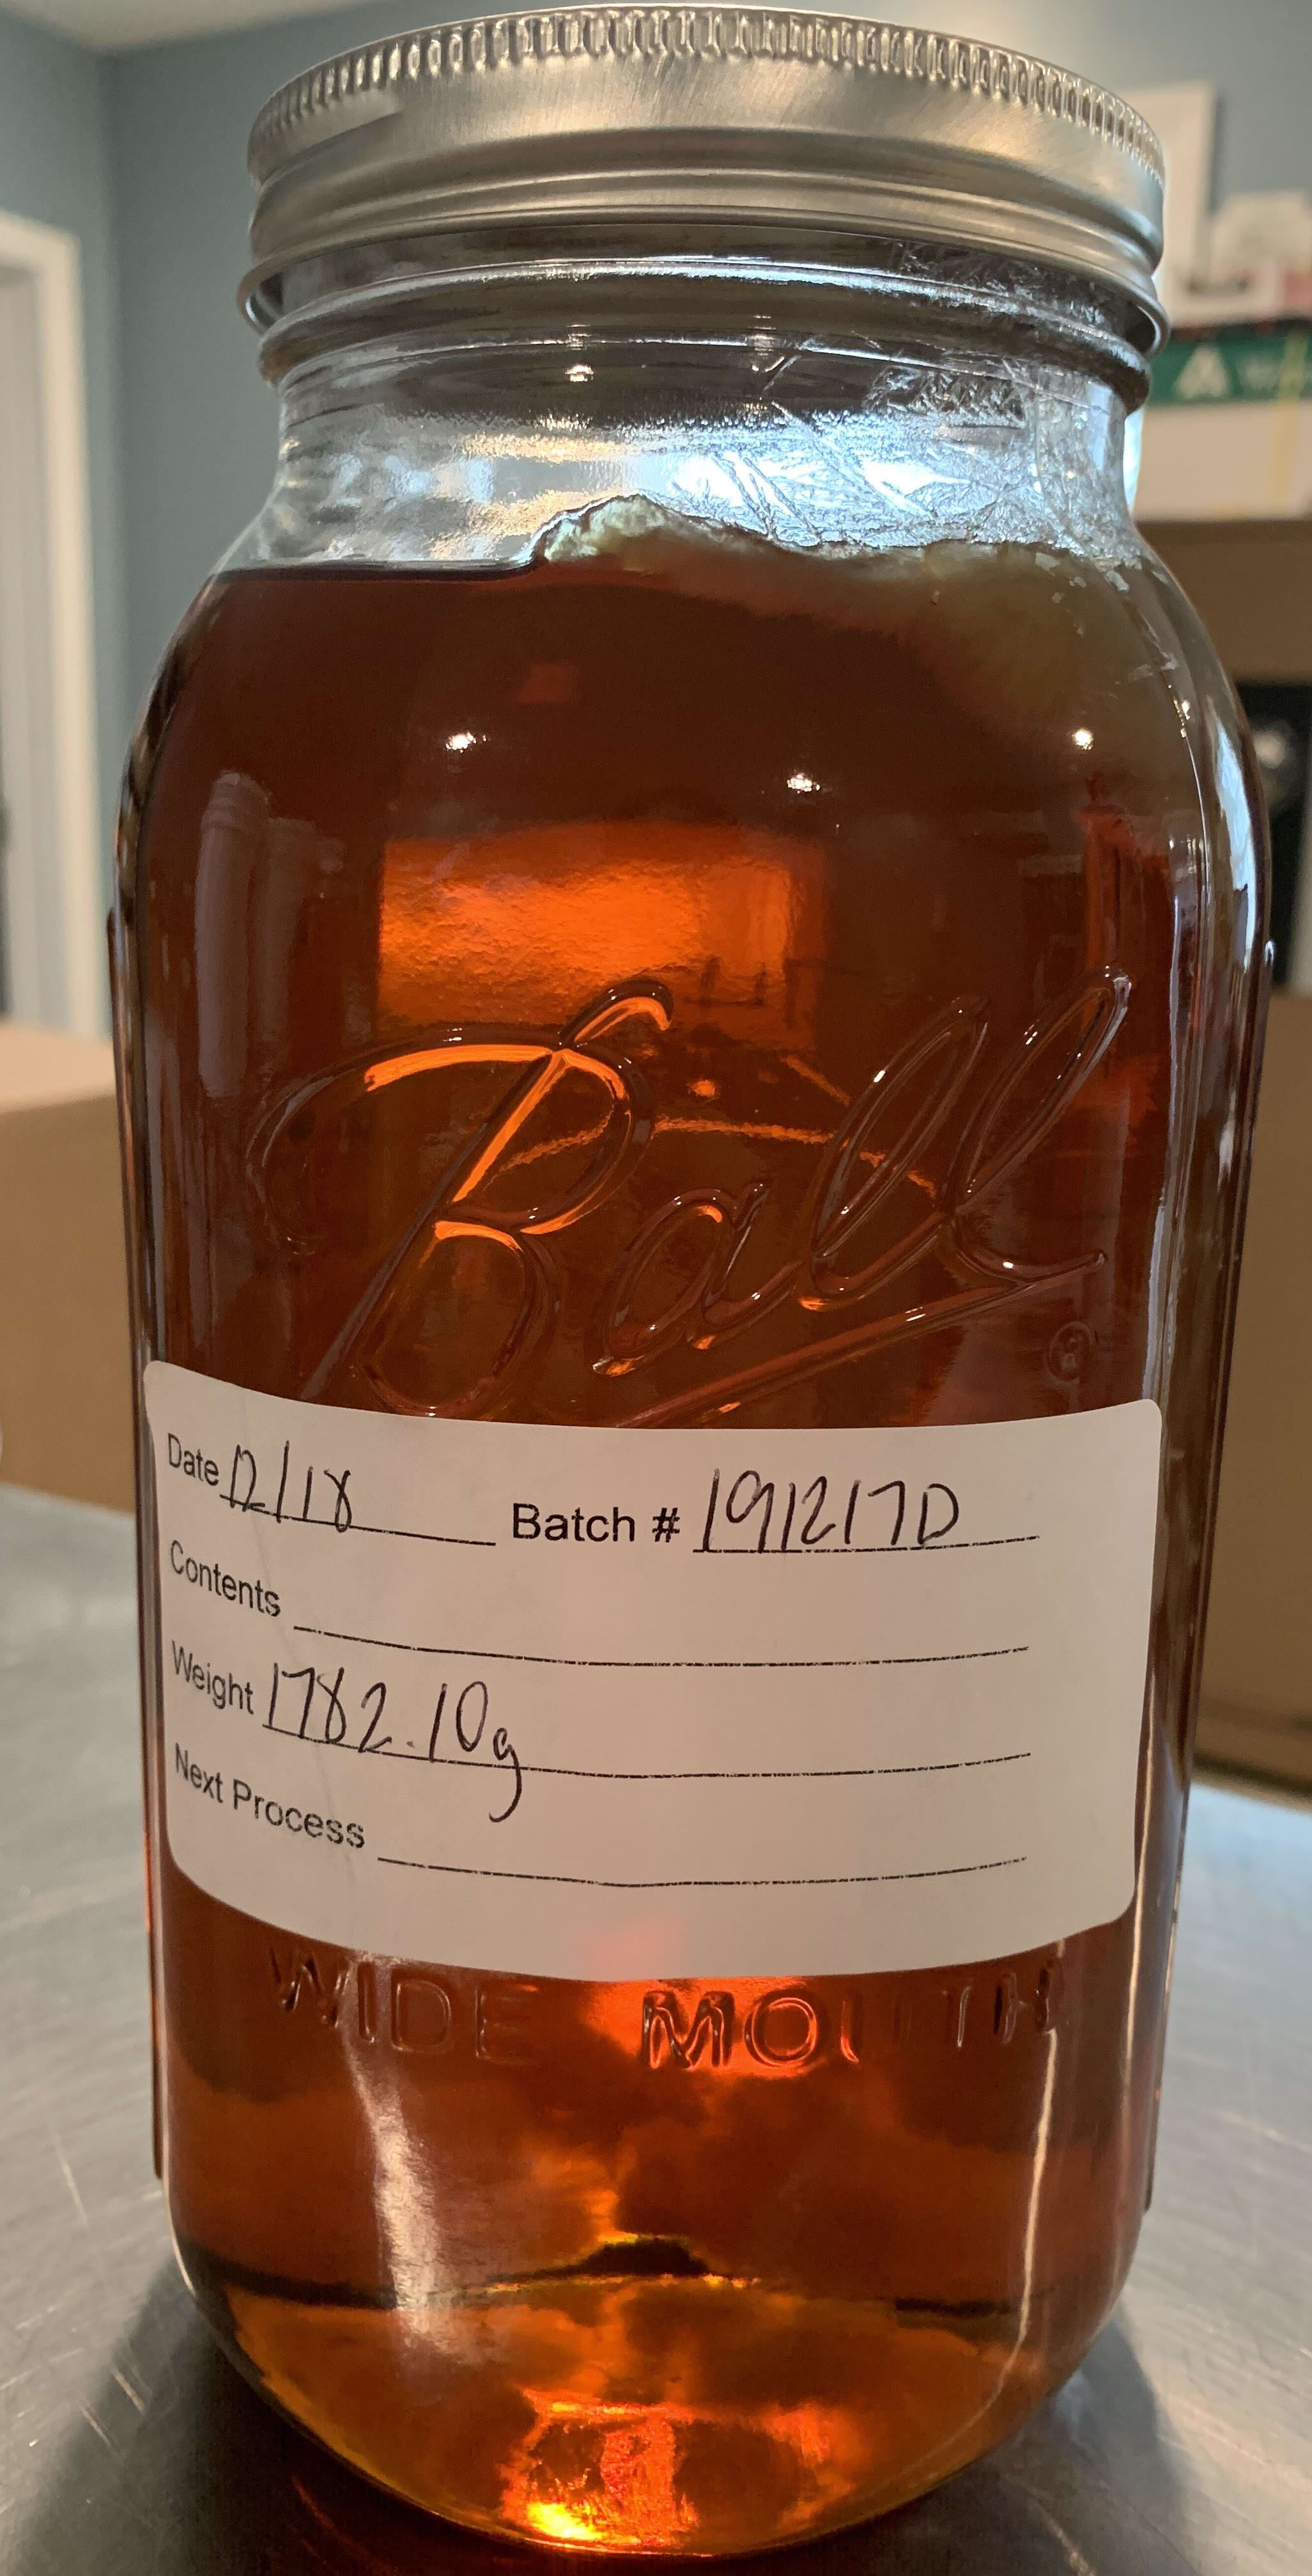 Ball
®
Date 12/18 Batch # 191217D
Contents
Weight 1782.10g
Next Process
WIDE MOUTH